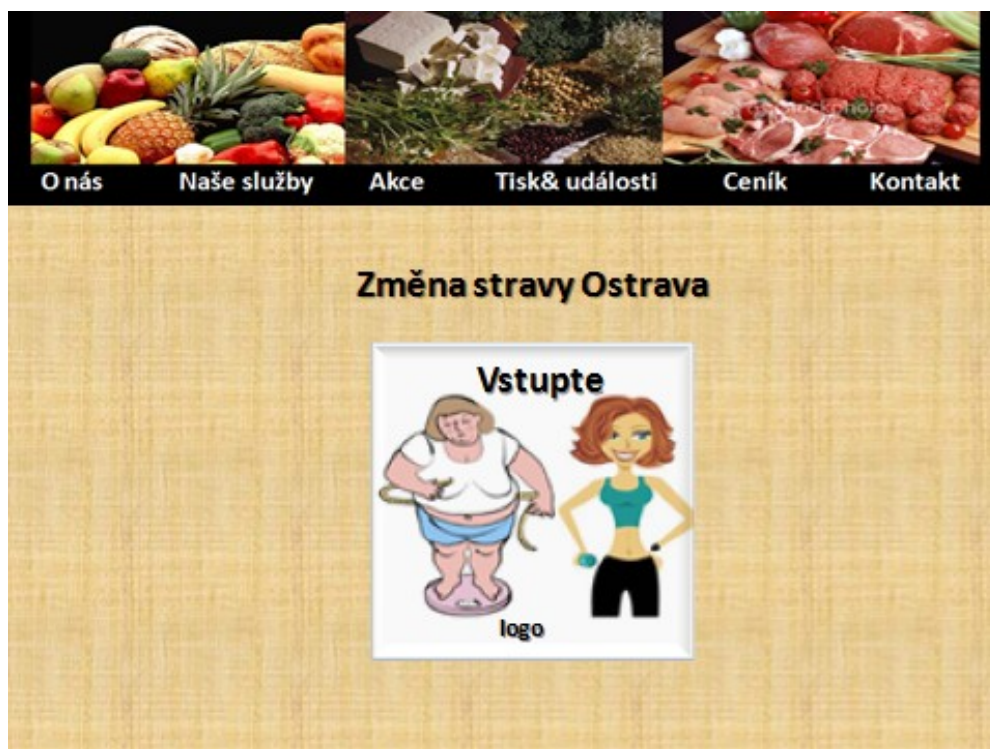 O nás Naše služby Akce Tisk& události Ceník Kontakt
Změna stravy Ostrava
Vstupte
logo